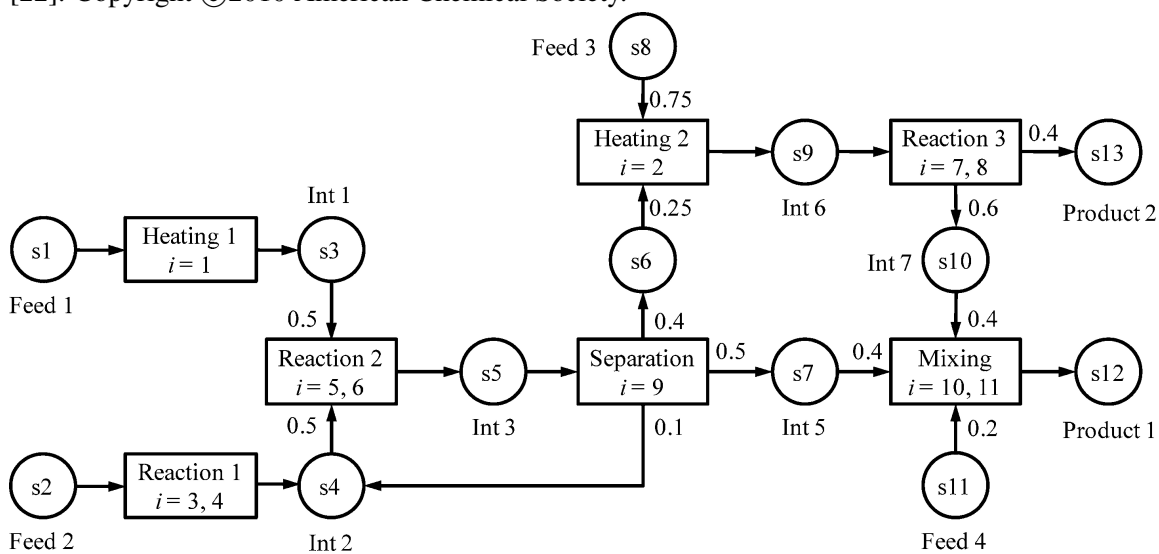 [22]. Copyright ©2010 American Chemical Society.
Feed 3
s8
0.75
Heating 2
i = 2
s9
Int 6
Reaction 3
i = 7, 8
0.4
s13
Product 2
0.25
0.6
Int 1
s1
Feed 1
Heating 1
i = 1
s3
s6
Int 7
s10
0.5
0.4
0.4
Reaction 2
i = 5, 6
s5
Int 3
Separation
i = 9
0.5
s7
Int 5
0.4
Mixing
i = 10, 11
s12
Product 1
0.5
0.1
0.2
s2
Feed 2
Reaction 1
i = 3, 4
s4
Int 2
s11
Feed 4